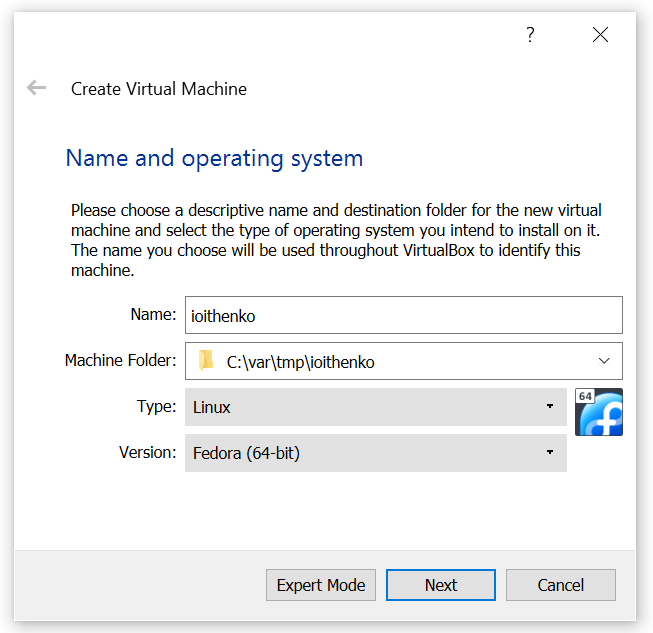 ?
Create Virtual Machine
Name and operating system
Please choose a descriptive name and destination folder for the new virtual
machine and select the type of operating system you intend to install on it.
The name you choose will be used throughout VirtualBox to identify this
machine.
Name: ioithenko
Machine Folder: C:\var\tmp\ioithenko
Type: Linux
64
Version: Fedora (64-bit)
Expert Mode Next Cancel